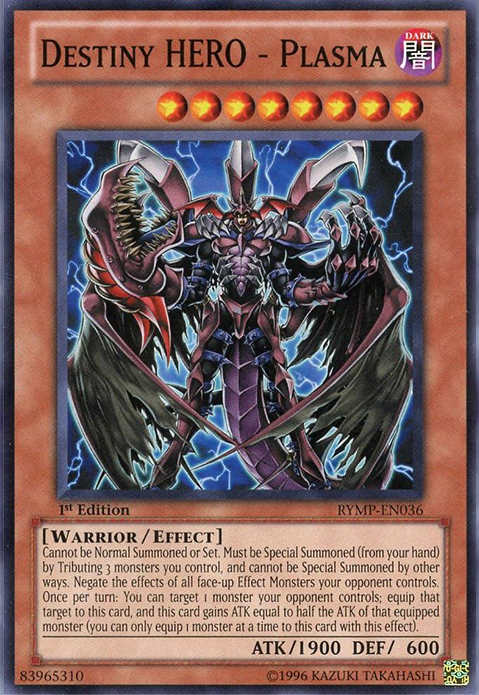 DESTINY HERO - PLASMA
DARK
闇
1st Edition
RYMP-EN036
[WARRIOR / EFFECT]
Cannot be Normal Summoned or Set. Must be Special Summoned (from your hand)
by Tributing 3 monsters you control, and cannot be Special Summoned by other
ways. Negate the effects of all face-up Effect Monsters your opponent controls.
Once per turn: You can target 1 monster your opponent controls; equip that
target to this card, and this card gains ATK equal to half the ATK of that equipped
monster (you can only equip 1 monster at a time to this card with this effect).
ATK/1900 DEF/ 600
83965310
©1996 KAZUKI TAKAHASHI